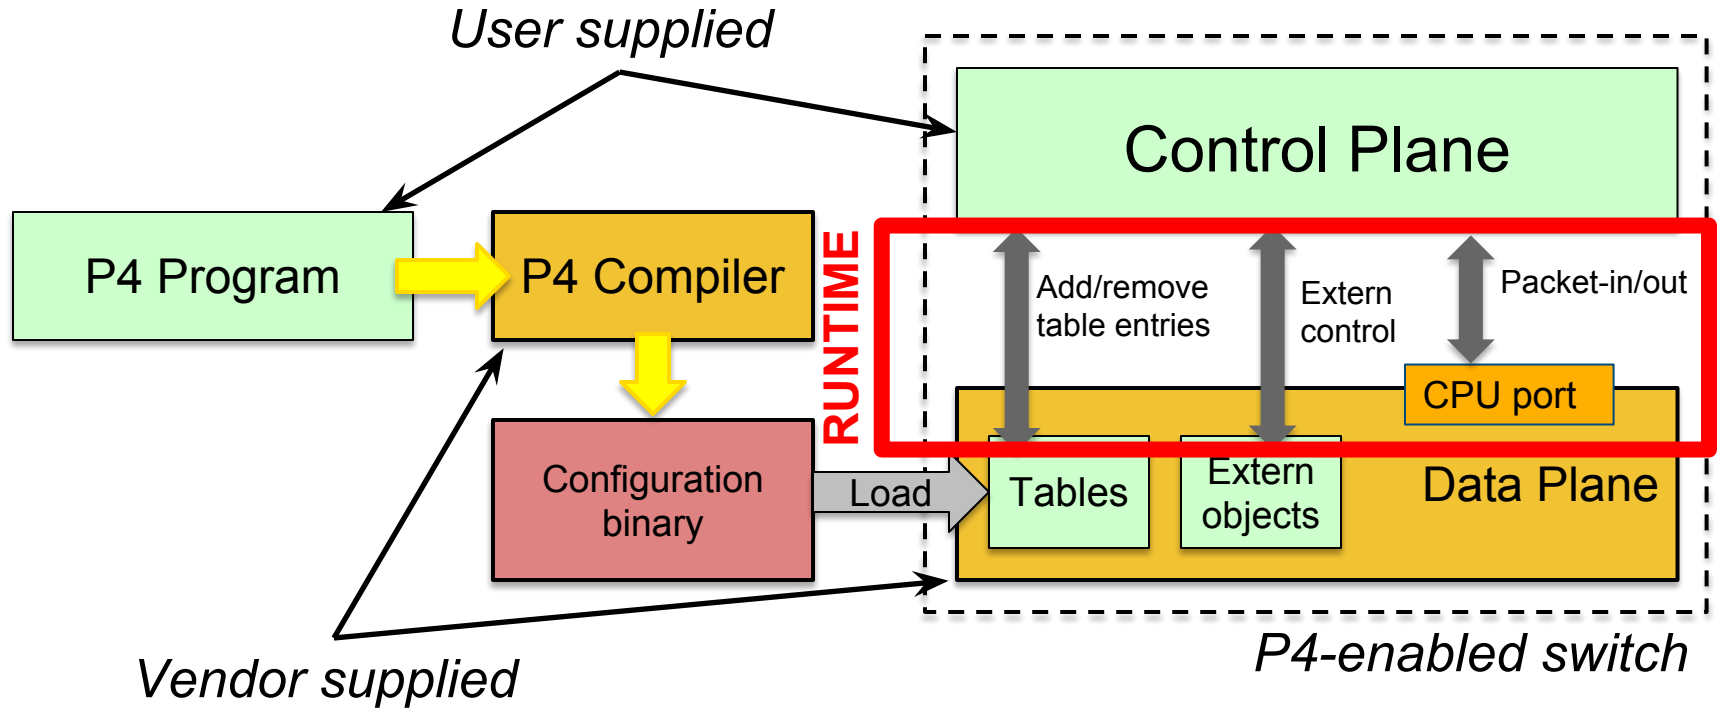 User supplied
Control Plane
P4 Program
P4 Compiler
RUNTIME
Add/remove
table entries
Extern
control
Packet-in/out
CPU port
Configuration
binary
Load
Tables
Extern
objects
Data Plane
Vendor supplied
P4-enabled switch